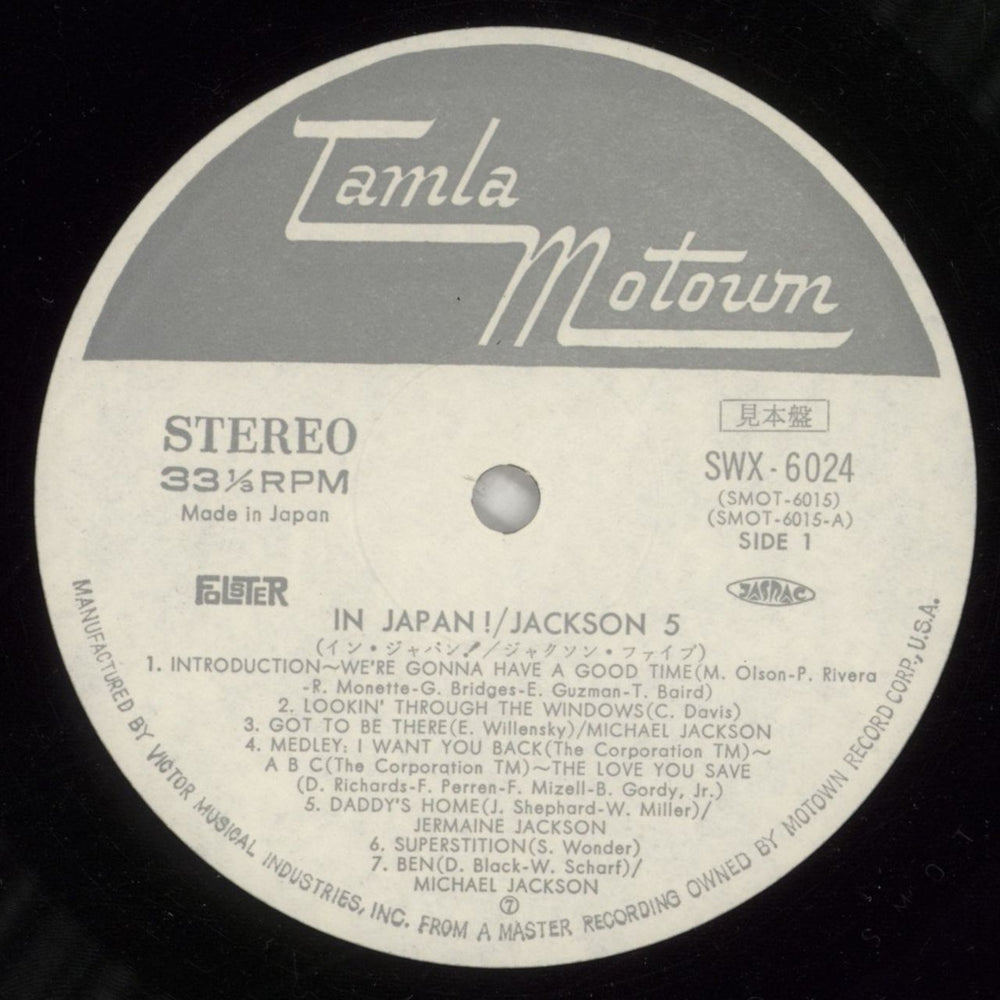 Tamla
Motown
STEREO
33 1/3 RPM
Made in Japan
見本盤
SWX-6024
(SMOT-6015)
(SMOT-6015-A)
SIDE 1
FOLSTER
JASRAC
IN JAPAN!/JACKSON 5
(イン・ジャパン!/ジャクソン・ファイブ)
1. INTRODUCTION~WE'RE GONNA HAVE A GOOD TIME(M. Olson-P. Rivera
-R. Monette-G. Bridges-E. Guzman-T. Baird)
2. LOOKIN' THROUGH THE WINDOWS(C. Davis)
3. GOT TO BE THERE(E. Willensky)/MICHAEL JACKSON
4. MEDLEY: I WANT YOU BACK(The Corporation TM)~
A B C(The Corporation TM)~THE LOVE YOU SAVE
(D. Richards-F. Perren-F. Mizell-B. Gordy, Jr.)
5. DADDY'S HOME(J. Shephard-W. Miller)/
JERMAINE JACKSON
6. SUPERSTITION(S. Wonder)
7. BEN(D. Black-W. Scharf)/
MICHAEL JACKSON
⑦
MANUFACTURED BY VICTOR MUSICAL INDUSTRIES, INC. FROM A MASTER RECORDING OWNED BY MOTOWN RECORD CORP., U.S.A.